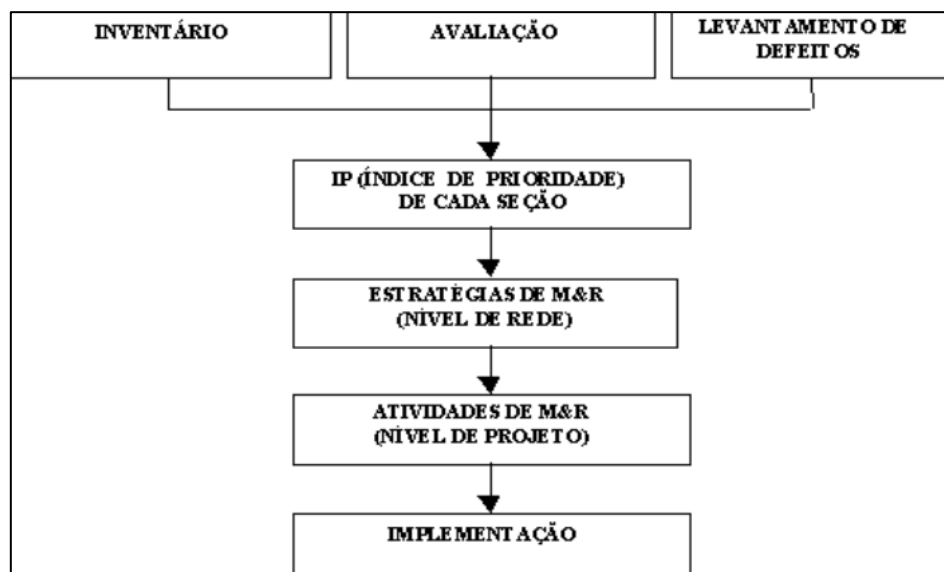 INVENTÁRIO
AVALIAÇÃO
LEVANTAMENTO DE
DEFEITOS
IP (ÍNDICE DE PRIORIDADE)
DE CADA SEÇÃO
ESTRATÉGIAS DE M&R
(NÍVEL DE REDE)
ATIVIDADES DE M&R
(NÍVEL DE PROJETO)
IMPLEMENTAÇÃO